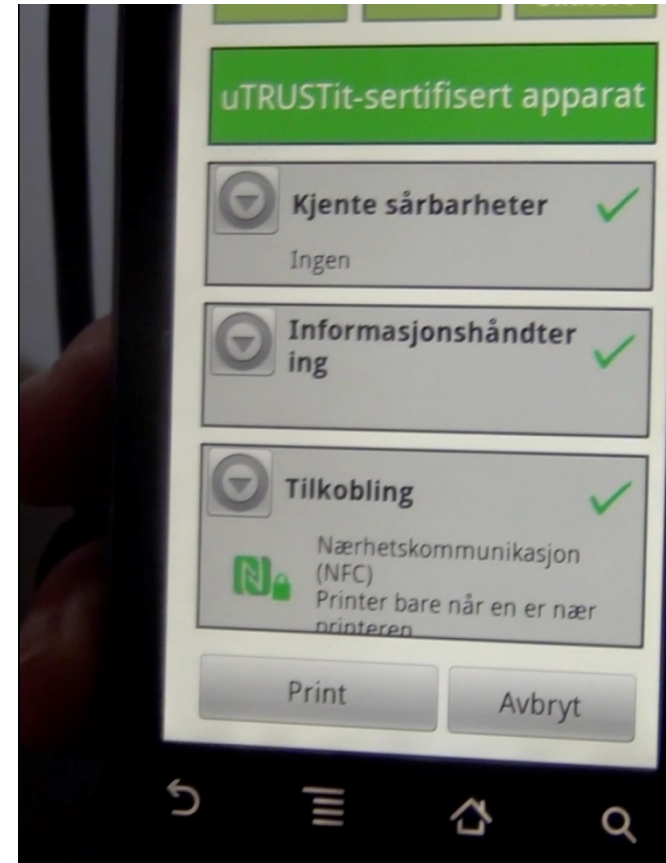 uTRUSTit-sertifisert apparat
Kjente sårbarheter
Ingen
Informasjonshåndter
ing
Tilkobling
Nærhetskommunikasjon
(NFC)
Printer bare når en er nær
printeren
Print
Avbryt